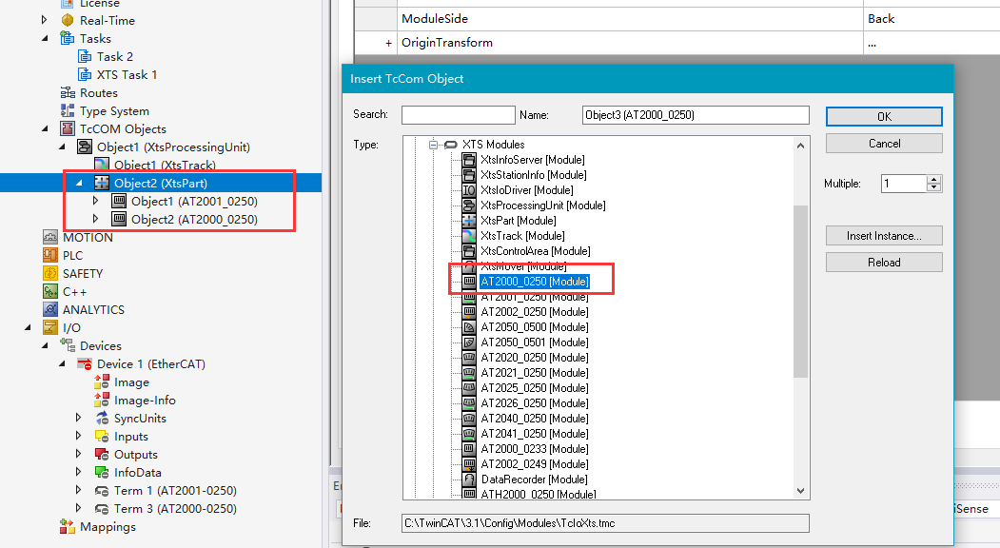 License
Real-Time
Tasks
Task 2
XTS Task 1
Routes
Type System
TcCOM Objects
Object1 (XtsProcessingUnit)
Object1 (XtsTrack)
Object2 (XtsPart)
Object1 (AT2001_0250)
Object2 (AT2000_0250)
MOTION
PLC
SAFETY
C++
ANALYTICS
I/O
Devices
Device 1 (EtherCAT)
Image
Image-Info
SyncUnits
Inputs
Outputs
InfoData
Term 1 (AT2001-0250)
Term 3 (AT2000-0250)
Mappings
ModuleSide Back
+ OriginTransform ...
Insert TcCom Object
Search: Name: Object3 (AT2000_0250) OK
Type: Cancel
Multiple: 1
Insert Instance...
Reload
XTS Modules
XtsInfoServer [Module]
XtsStationInfo [Module]
XtsIoDriver [Module]
XtsProcessingUnit [Module]
XtsPart [Module]
XtsTrack [Module]
XtsControlArea [Module]
XtsMover [Module]
AT2000_0250 [Module]
AT2001_0250 [Module]
AT2002_0250 [Module]
AT2050_0500 [Module]
AT2050_0501 [Module]
AT2020_0250 [Module]
AT2021_0250 [Module]
AT2025_0250 [Module]
AT2026_0250 [Module]
AT2040_0250 [Module]
AT2041_0250 [Module]
AT2000_0233 [Module]
AT2002_0249 [Module]
DataRecorder [Module]
ATH2000_0250 [Module]
File: C:\TwinCAT\3.1\Config\Modules\TcIoXts.tmc